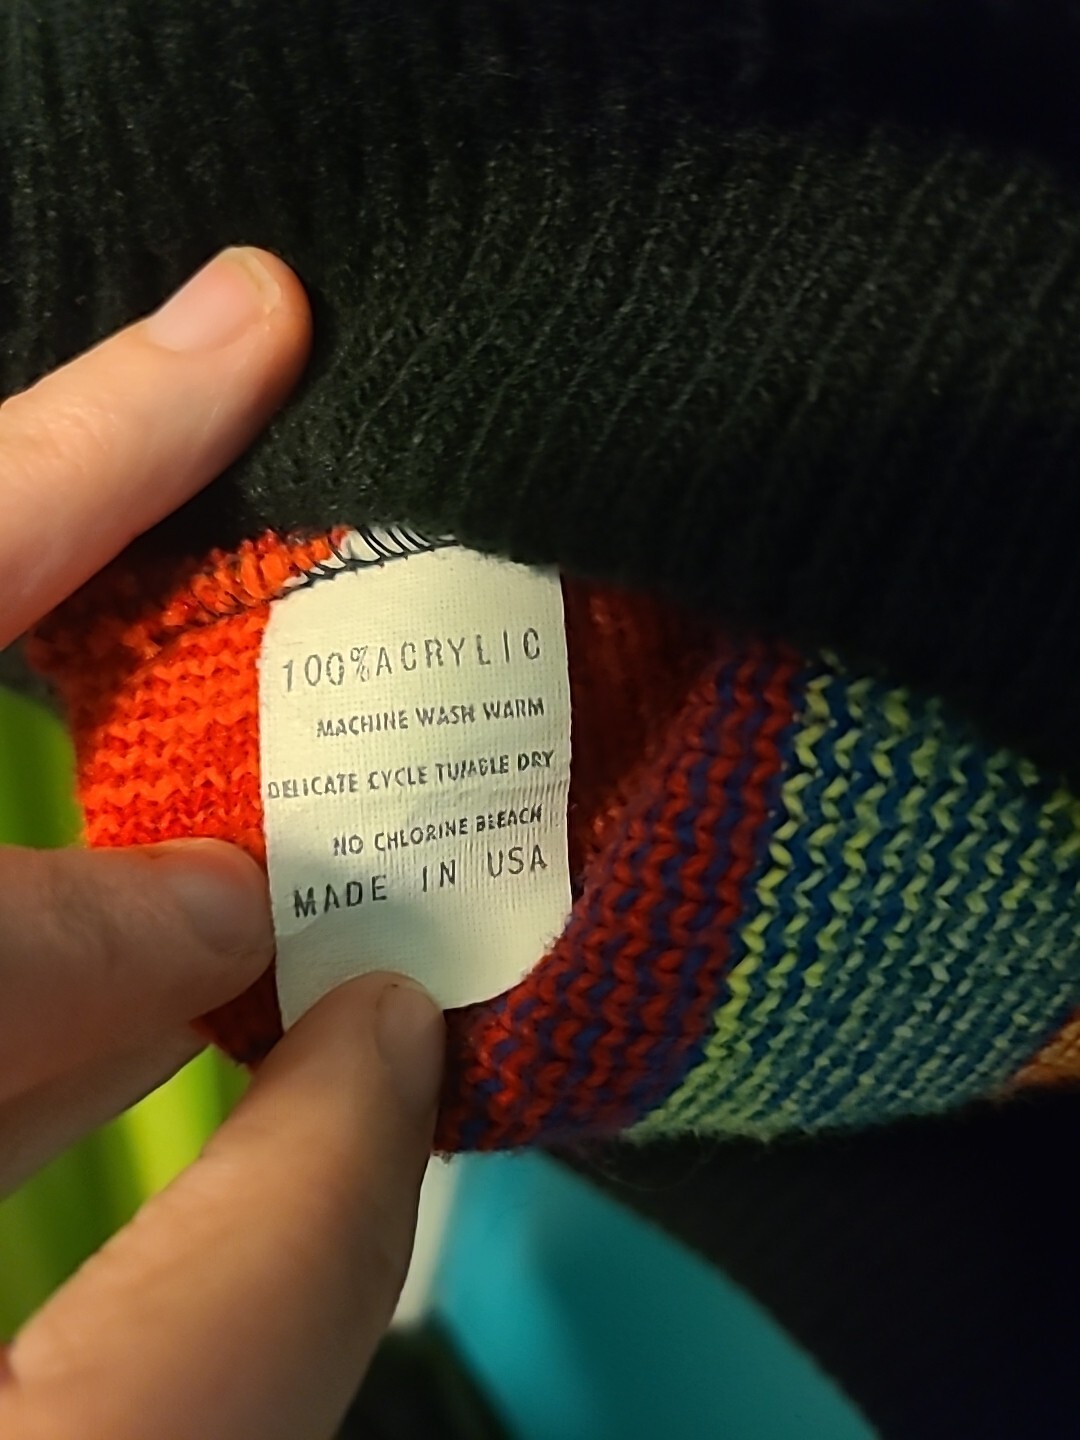 100% ACRYLIC
MACHINE WASH WARM
DELICATE CYCLE TUMBLE DRY
NO CHLORINE BLEACH
MADE IN USA